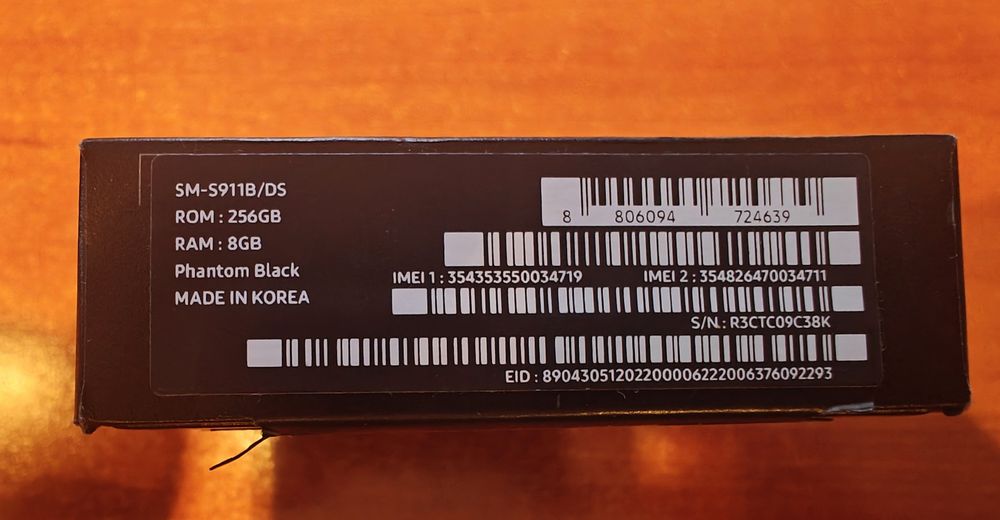 SM-S911B/DS
ROM : 256GB
RAM : 8GB
Phantom Black
MADE IN KOREA
8 806094 724639
IMEI 1 : 354353550034719 IMEI 2 : 354826470034711
S/N : R3CTC09C38K
EID : 89043051202200006222006376092293